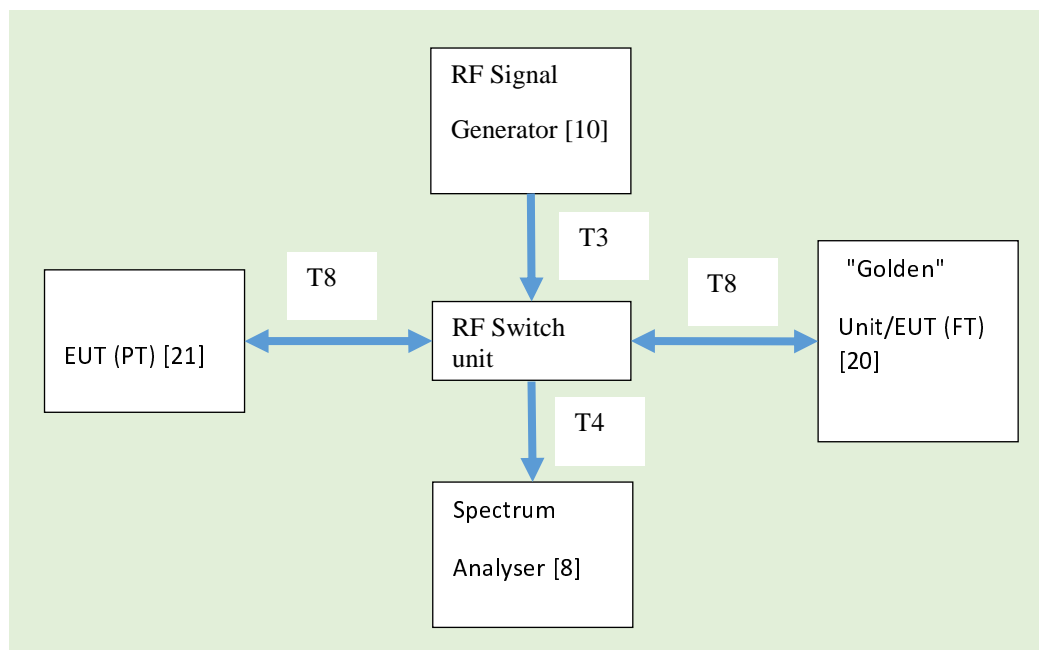 RF Signal
Generator [10]
T3
T8
T8
"Golden"
Unit/EUT (FT)
[20]
EUT (PT) [21]
RF Switch
unit
T4
Spectrum
Analyser [8]